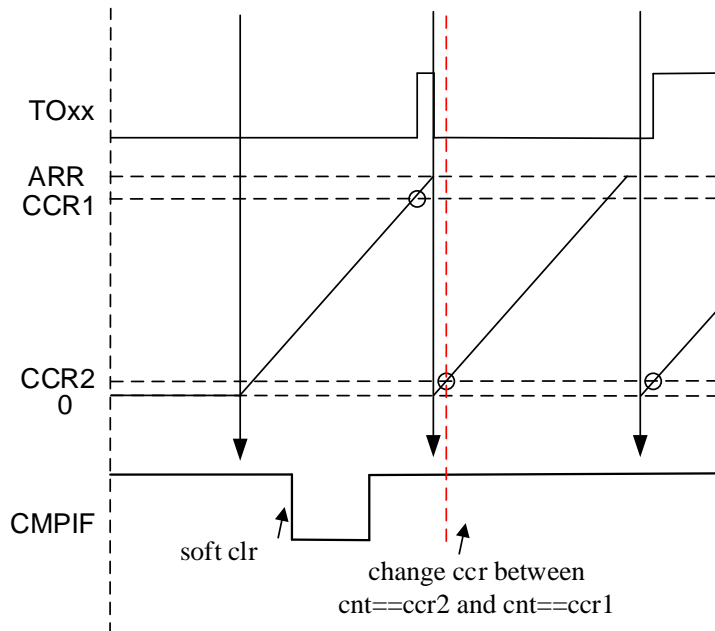 TOxx
ARR
CCR1
CCR2
0
CMPIF
soft clr
change ccr between
cnt==ccr2 and cnt==ccr1